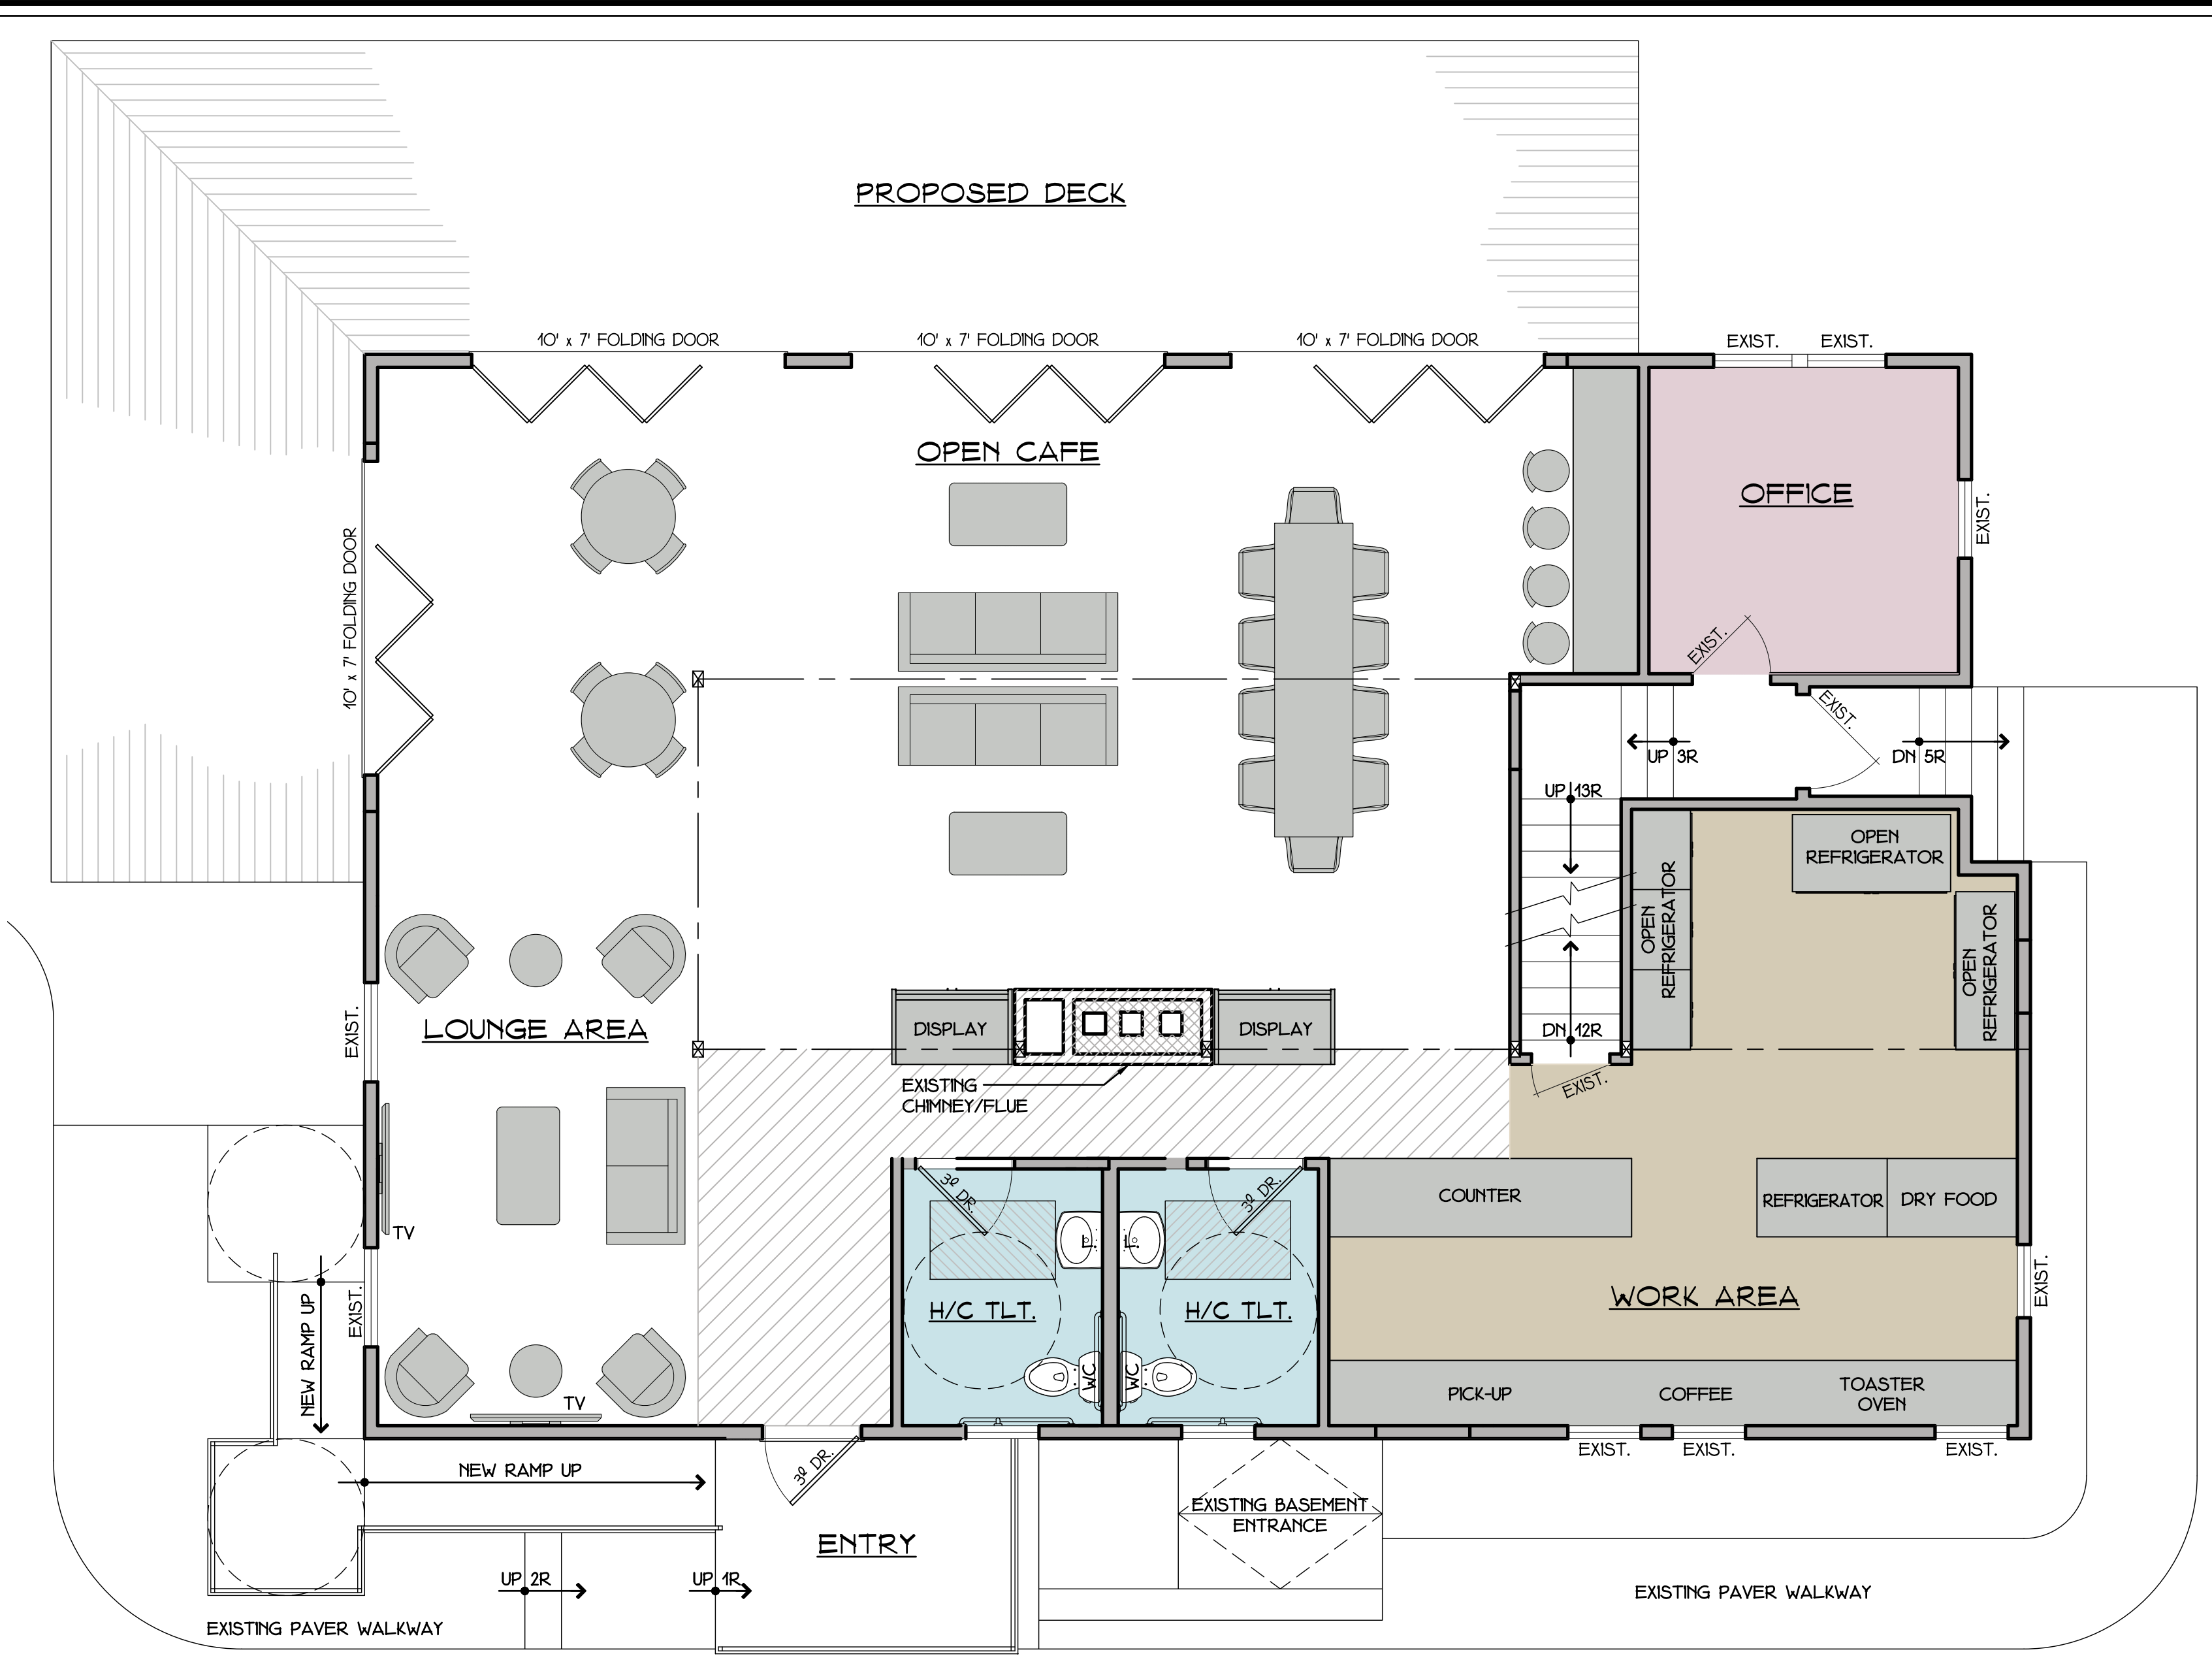 PROPOSED DECK
10' x 7' FOLDING DOOR
10' x 7' FOLDING DOOR
10' x 7' FOLDING DOOR
EXIST.
EXIST.
OPEN CAFE
OFFICE
EXIST.
10' x 7' FOLDING DOOR
EXIST.
EXIST.
UP 3R
DN 5R
UP 13R
OPEN
REFRIGERATOR
OPEN
REFRIGERATOR
OPEN
REFRIGERATOR
EXIST.
LOUNGE AREA
DISPLAY
DISPLAY
DN 12R
EXIST.
EXISTING
CHIMNEY/FLUE
3º DR.
3º DR.
COUNTER
REFRIGERATOR
DRY FOOD
TV
L.
L.
NEW RAMP UP
EXIST.
H/C TLT.
H/C TLT.
WORK AREA
EXIST.
WC
WC
TV
PICK-UP
COFFEE
TOASTER
OVEN
EXIST.
EXIST.
EXIST.
NEW RAMP UP
3º DR.
EXISTING BASEMENT
ENTRANCE
ENTRY
UP 2R
UP 1R
EXISTING PAVER WALKWAY
EXISTING PAVER WALKWAY